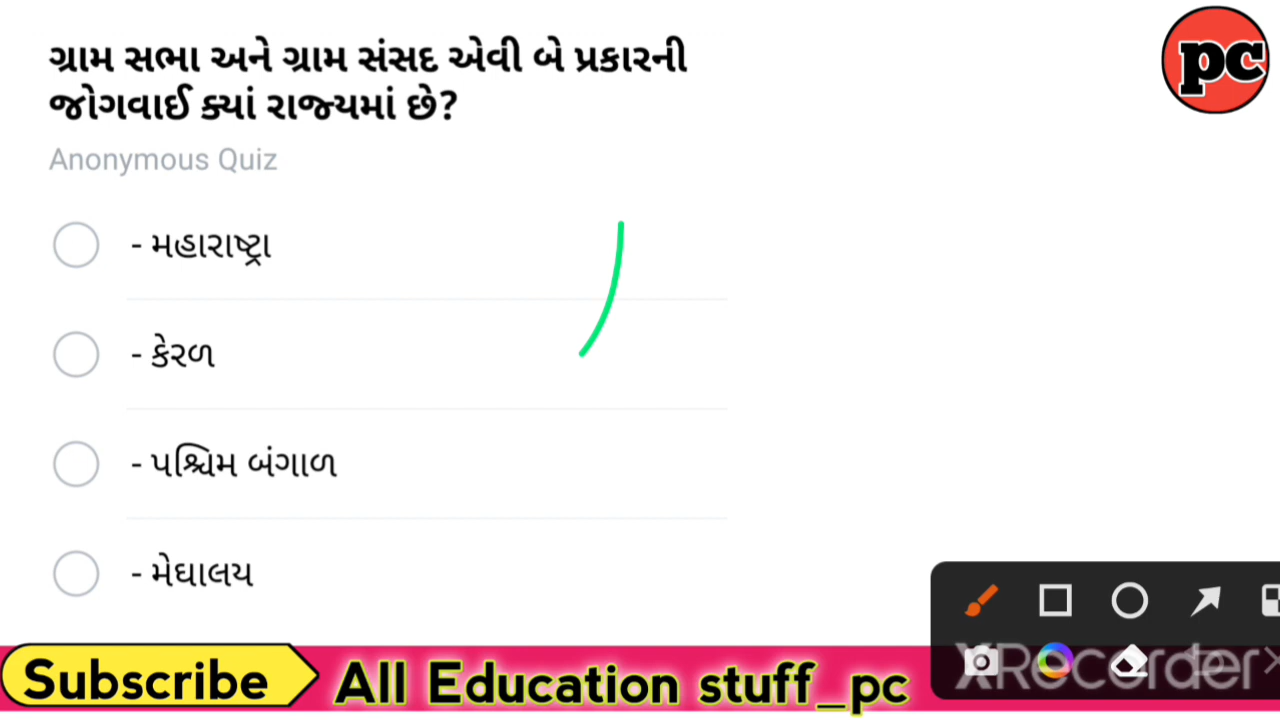 pc
ગ્રામ સભા અને ગ્રામ સંસદ એવી બે પ્રકારની
જોગવાઈ ક્યાં રાજ્યમાં છે?
Anonymous Quiz
- મહારાષ્ટ્રા
- કેરળ
- પશ્ચિમ બંગાળ
- મેઘાલય
XRecorder
Subscribe All Education stuff_pc